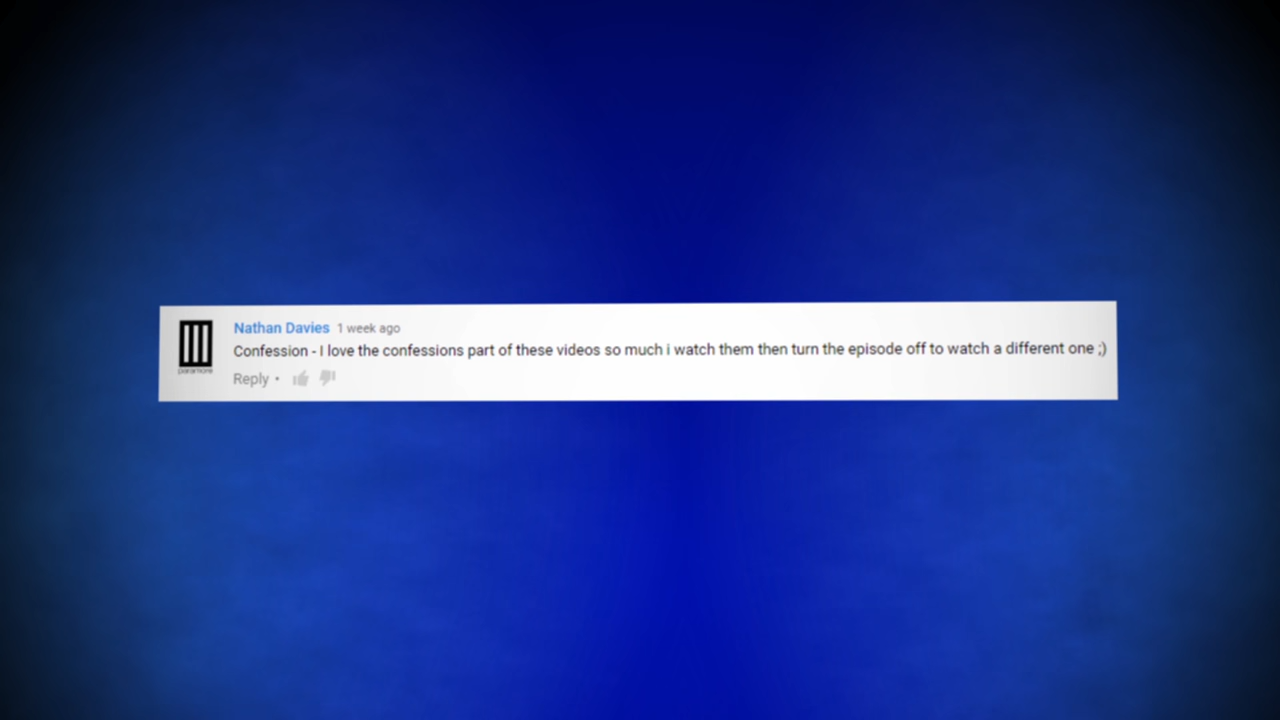 Nathan Davies 1 week ago
Confession - I love the confessions part of these videos so much i watch them then turn the episode off to watch a different one ;)
paramore
Reply •